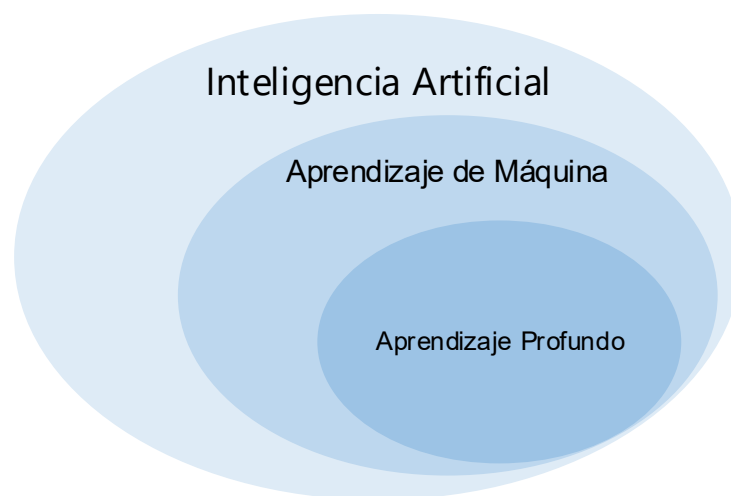 Inteligencia Artificial
Aprendizaje de Máquina
Aprendizaje Profundo